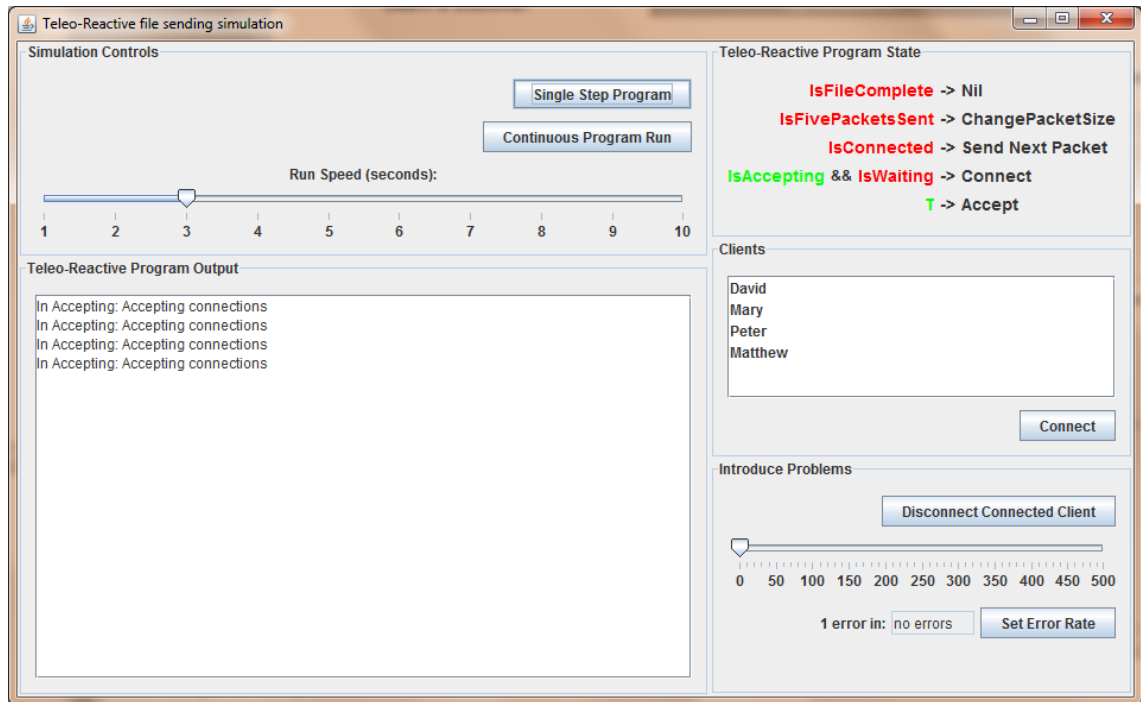 Teleo-Reactive file sending simulation
Simulation Controls
Single Step Program
Continuous Program Run
Run Speed (seconds):
1 2 3 4 5 6 7 8 9 10
Teleo-Reactive Program Output
In Accepting: Accepting connections
In Accepting: Accepting connections
In Accepting: Accepting connections
In Accepting: Accepting connections
Teleo-Reactive Program State
IsFileComplete -> Nil
IsFivePacketsSent -> ChangePacketSize
IsConnected -> Send Next Packet
IsAccepting && IsWaiting -> Connect
T -> Accept
Clients
David
Mary
Peter
Matthew
Connect
Introduce Problems
Disconnect Connected Client
0 50 100 150 200 250 300 350 400 450 500
1 error in: no errors Set Error Rate